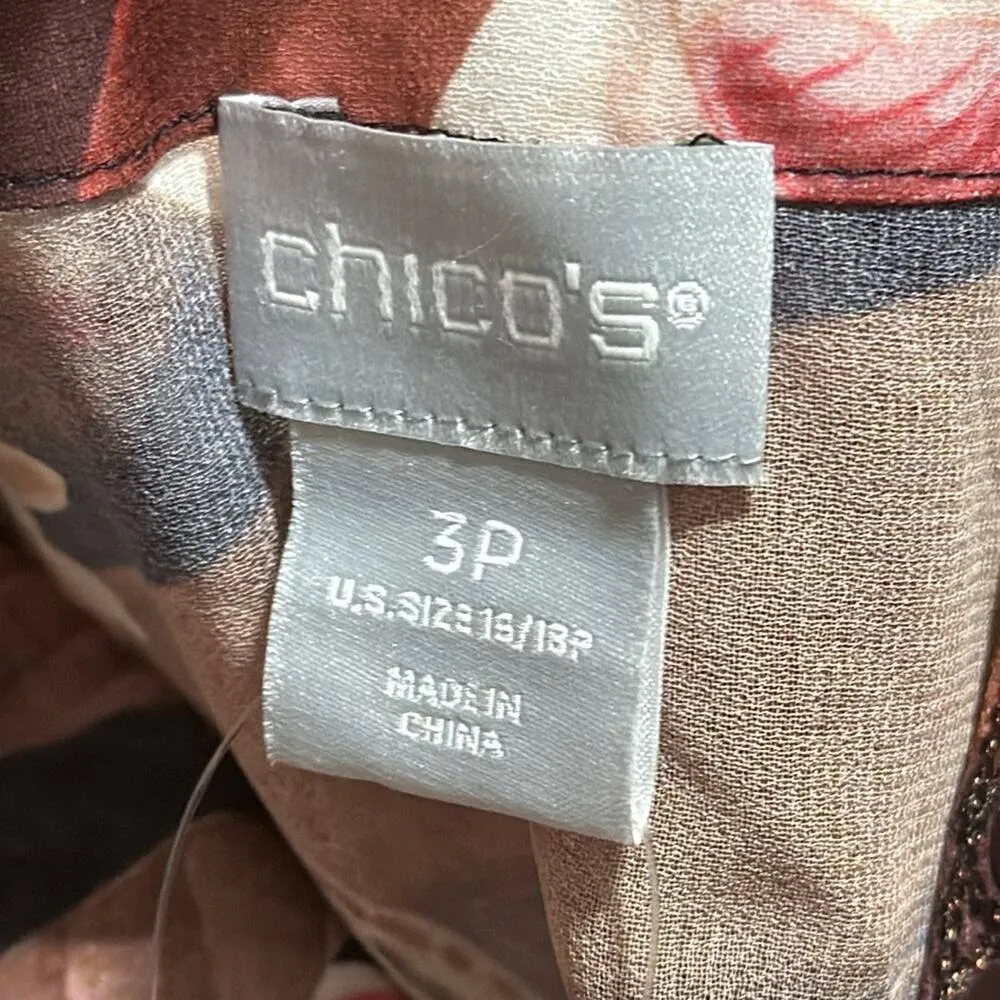 chico's®
3P
U.S. SIZE 16/18P
MADE IN
CHINA